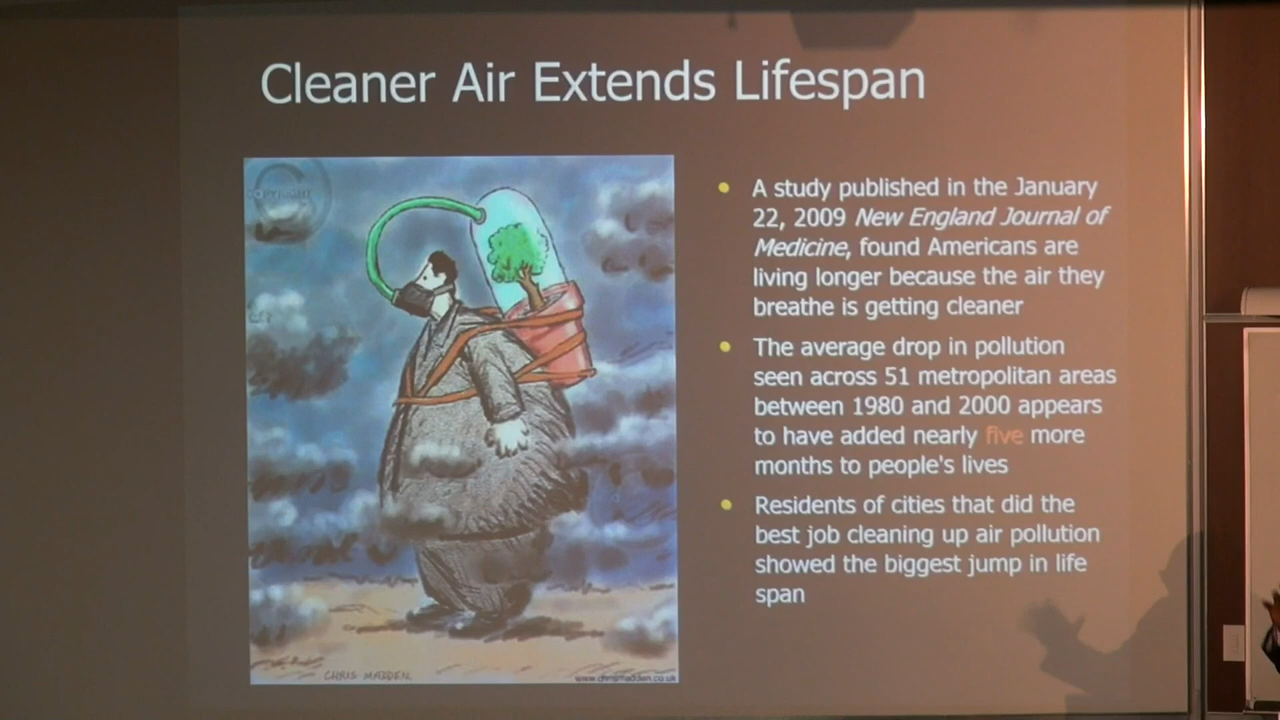 Cleaner Air Extends Lifespan
COPYRIGHT
• A study published in the January
22, 2009 New England Journal of
Medicine, found Americans are
living longer because the air they
breathe is getting cleaner
• The average drop in pollution
seen across 51 metropolitan areas
between 1980 and 2000 appears
to have added nearly five more
months to people's lives
• Residents of cities that did the
best job cleaning up air pollution
showed the biggest jump in life
span
CHRIS MADDEN.
www.chrismadden.co.uk